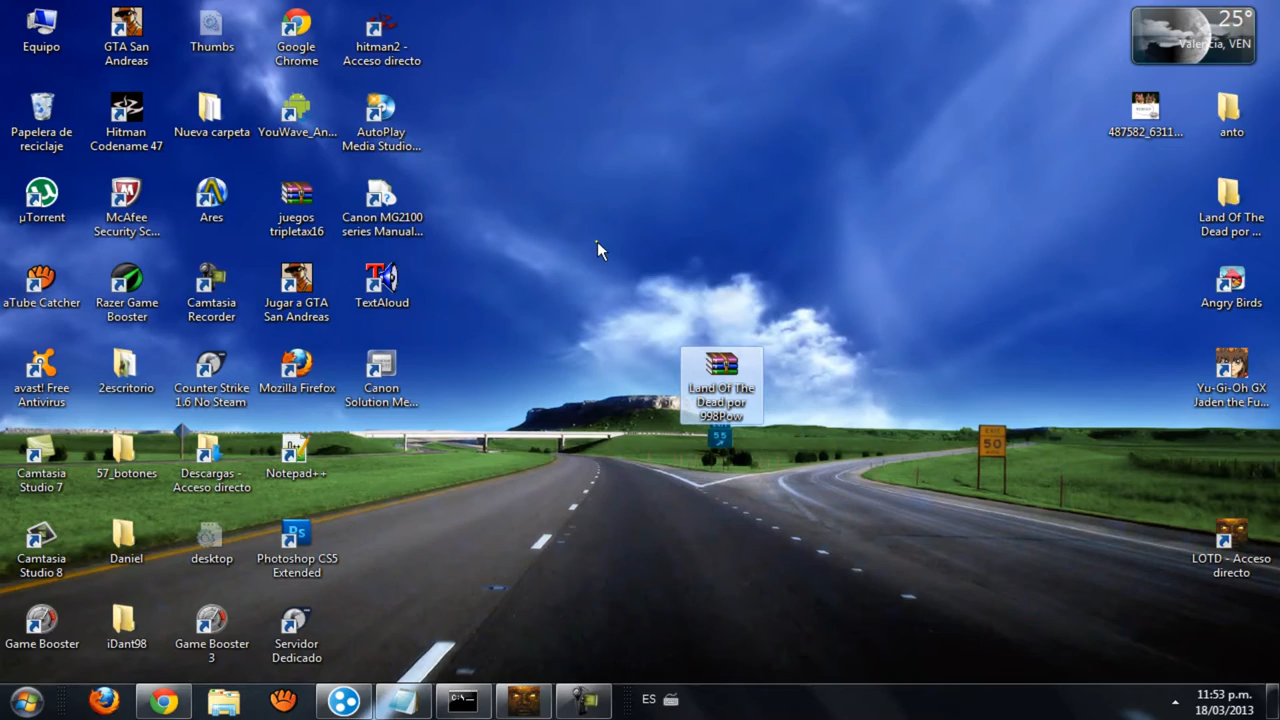 Equipo
GTA San
Andreas
Thumbs
Google
Chrome
hitman2 -
Acceso directo
25°
Valencia, VEN
Papelera de
reciclaje
Hitman
Codename 47
Nueva carpeta
YouWave_An...
AutoPlay
Media Studio...
487582_6311...
anto
µTorrent
McAfee
Security Sc...
Ares
juegos
tripletax16
Canon MG2100
series Manual...
Land Of The
Dead por ...
aTube Catcher
Razer Game
Booster
Camtasia
Recorder
Jugar a GTA
San Andreas
TextAloud
Angry Birds
avast! Free
Antivirus
2escritorio
Counter Strike
1.6 No Steam
Mozilla Firefox
Canon
Solution Me...
Land Of The
Dead por
998Pow
Yu-Gi-Oh GX
Jaden the Fu...
55
EXIT
50
Camtasia
Studio 7
57_botones
Descargas -
Acceso directo
Notepad++
Camtasia
Studio 8
Daniel
desktop
Photoshop CS5
Extended
LOTD - Acceso
directo
Game Booster
iDant98
Game Booster
3
Servidor
Dedicado
ES
11:53 p.m.
18/03/2013